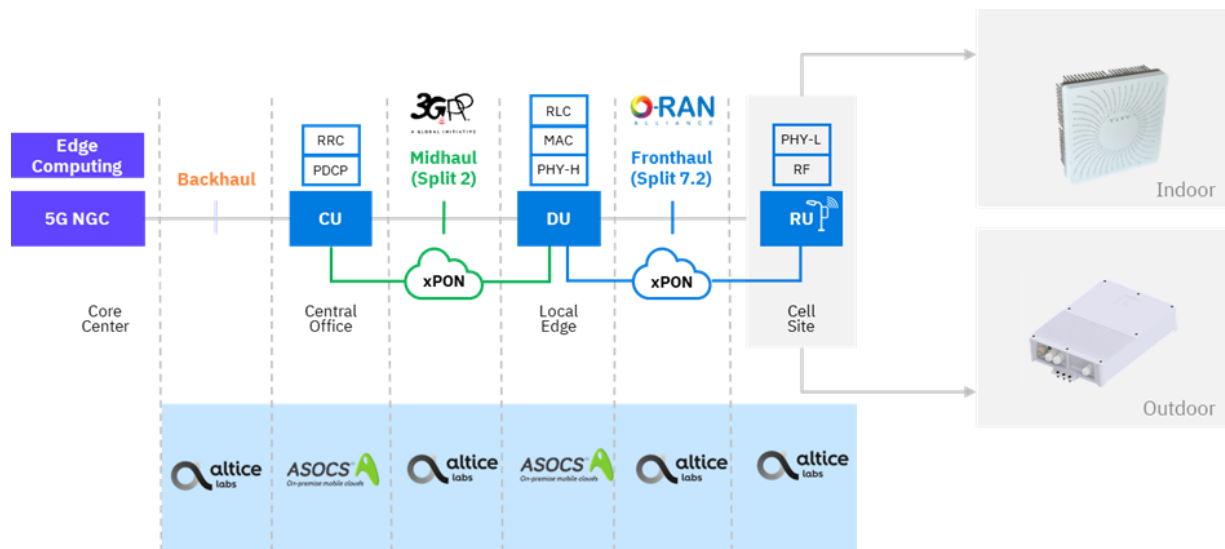 Edge
Computing
5G NGC
Core
Center
Backhaul
RRC
PDCP
CU
Central
Office
3GPP
A GLOBAL INITIATIVE
Midhaul
(Split 2)
xPON
RLC
MAC
PHY-H
DU
Local
Edge
O-RAN
ALLIANCE
Fronthaul
(Split 7.2)
xPON
PHY-L
RF
RU
Cell
Site
Indoor
Outdoor
altice
labs
ASOCS
On-premise mobile clouds
altice
labs
ASOCS
On-premise mobile clouds
altice
labs
altice
labs